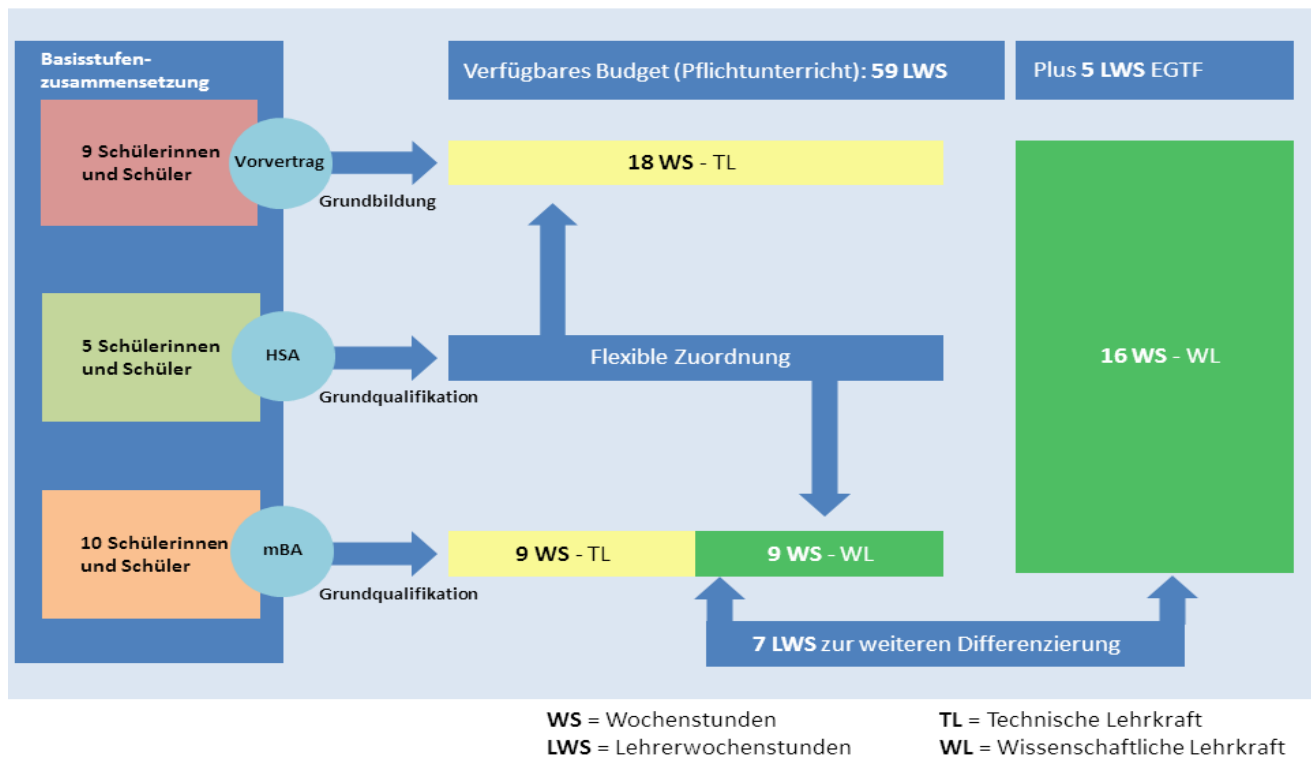 Basisstufen-
zusammensetzung
Verfügbares Budget (Pflichtunterricht): 59 LWS
Plus 5 LWS EGTF
9 Schülerinnen
und Schüler
Vorvertrag
Grundbildung
18 WS - TL
5 Schülerinnen
und Schüler
HSA
Grundqualifikation
Flexible Zuordnung
16 WS - WL
10 Schülerinnen
und Schüler
mBA
Grundqualifikation
9 WS - TL
9 WS - WL
7 LWS zur weiteren Differenzierung
WS = Wochenstunden
TL = Technische Lehrkraft
LWS = Lehrerwochenstunden
WL = Wissenschaftliche Lehrkraft